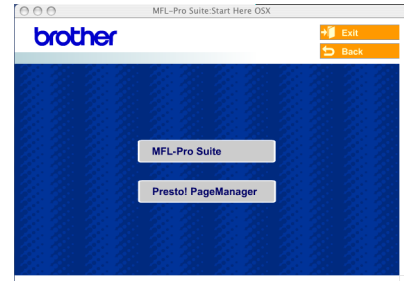 MFL-Pro Suite:Start Here OSX
brother
Exit
Back
MFL-Pro Suite
Presto! PageManager